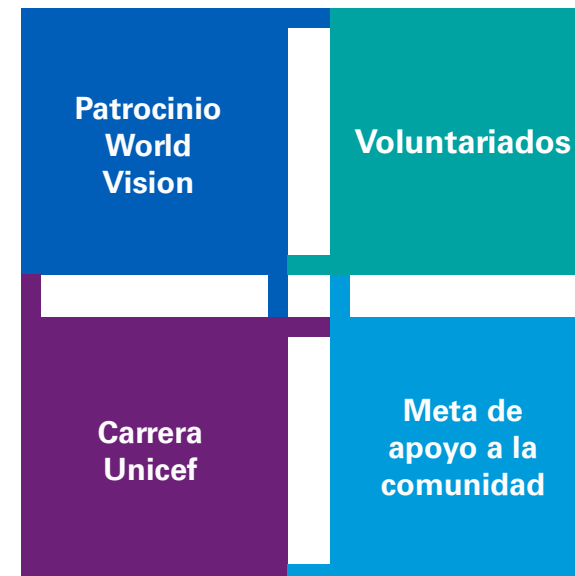 Patrocinio
World
Vision
Voluntariados
Carrera
Unicef
Meta de
apoyo a la
comunidad